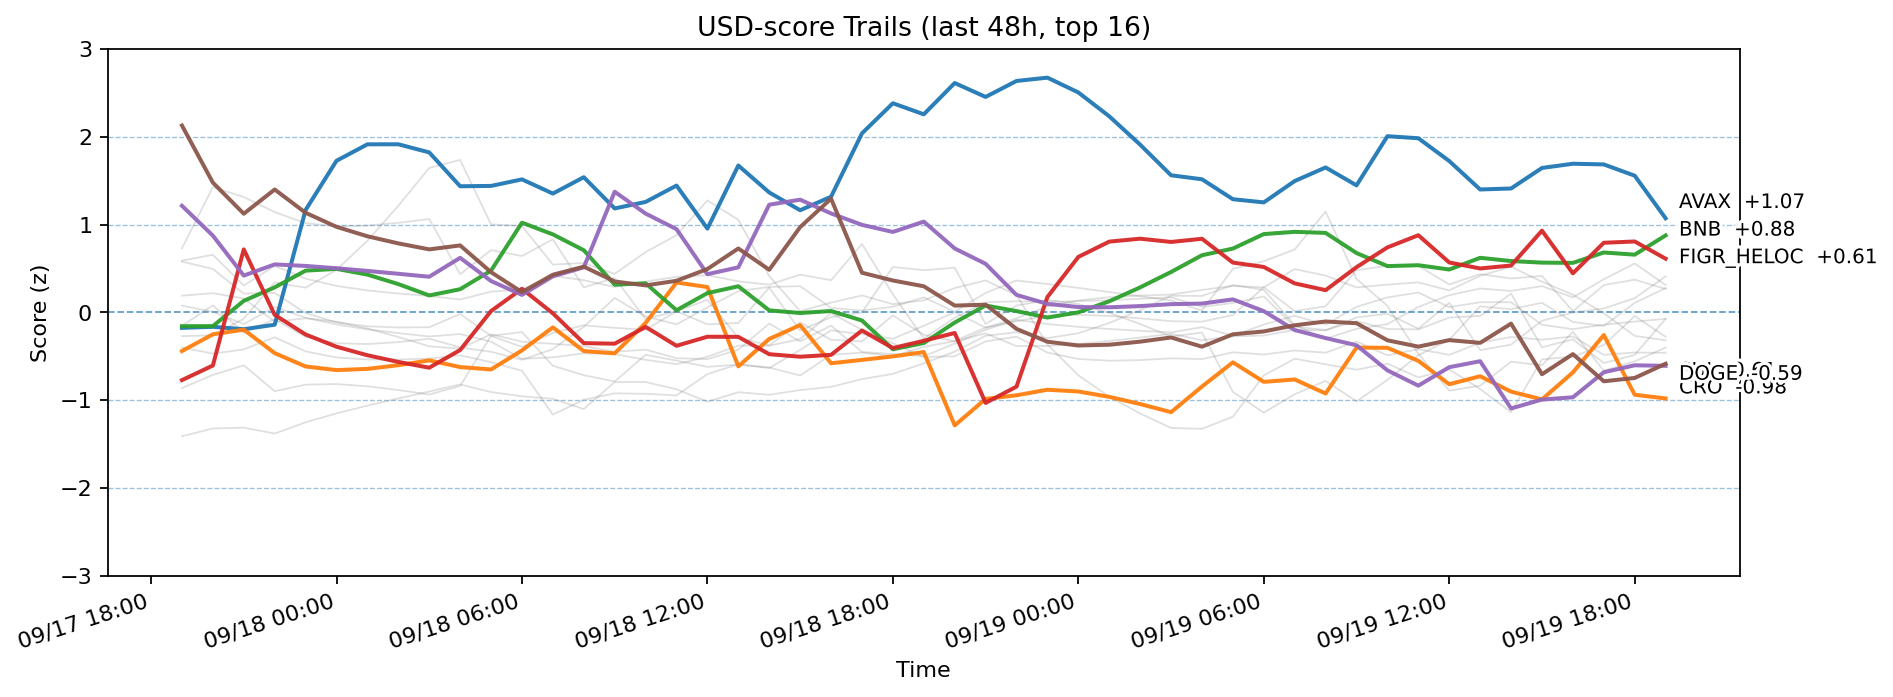 USD-score Trails (last 48h, top 16)
Score (z)
3
2
1
0
−1
−2
−3
AVAX +1.07
BNB +0.88
FIGR_HELOC +0.61
DOGE -0.59
CRO -0.98
09/17 18:00
09/18 00:00
09/18 06:00
09/18 12:00
09/18 18:00
09/19 00:00
09/19 06:00
09/19 12:00
09/19 18:00
Time